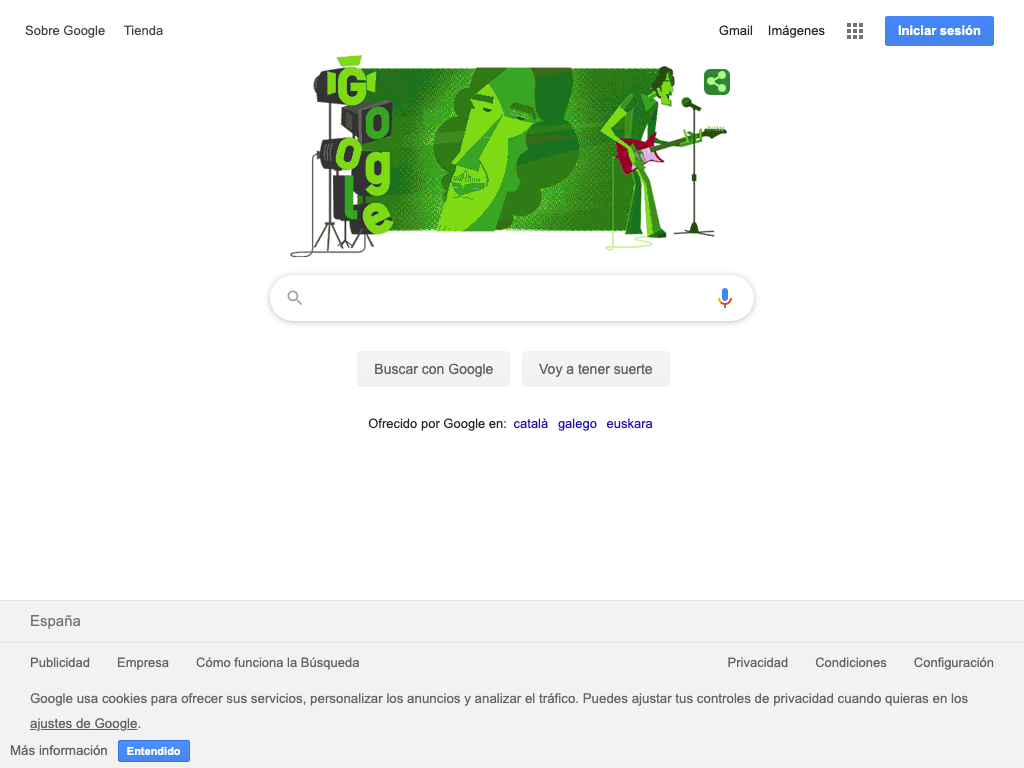 Sobre Google Tienda
Gmail Imágenes Iniciar sesión
Google
Buscar con Google Voy a tener suerte
Ofrecido por Google en: català galego euskara
España
Publicidad Empresa Cómo funciona la Búsqueda
Privacidad Condiciones Configuración
Google usa cookies para ofrecer sus servicios, personalizar los anuncios y analizar el tráfico. Puedes ajustar tus controles de privacidad cuando quieras en los
ajustes de Google.
Más información Entendido